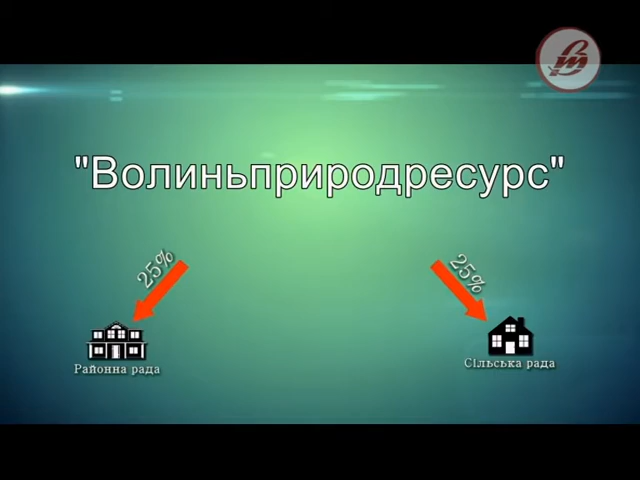 "Волиньприродресурс"
25%
25%
Районна рада
Сільська рада